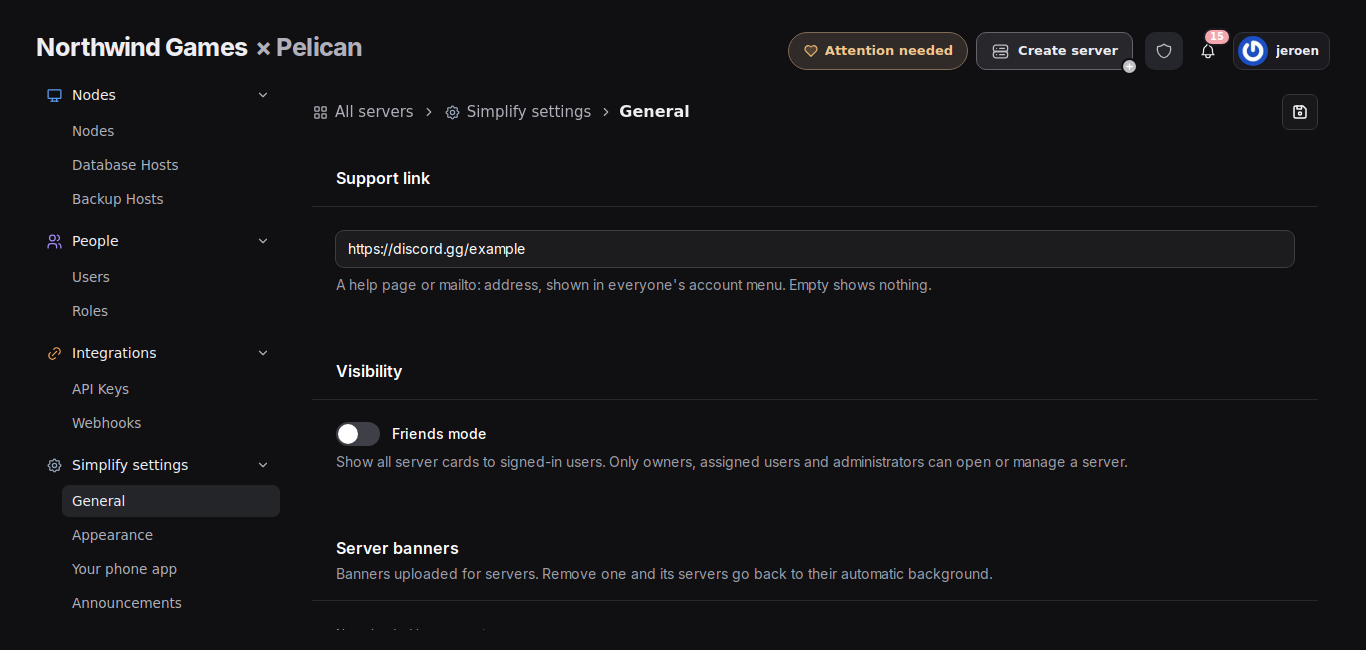 Northwind Games × Pelican
Attention needed
Create server
15
jeroen
Nodes
Nodes
Database Hosts
Backup Hosts
People
Users
Roles
Integrations
API Keys
Webhooks
Simplify settings
General
Appearance
Your phone app
Announcements
All servers > Simplify settings > General
Support link
https://discord.gg/example
A help page or mailto: address, shown in everyone's account menu. Empty shows nothing.
Visibility
Friends mode
Show all server cards to signed-in users. Only owners, assigned users and administrators can open or manage a server.
Server banners
Banners uploaded for servers. Remove one and its servers go back to their automatic background.